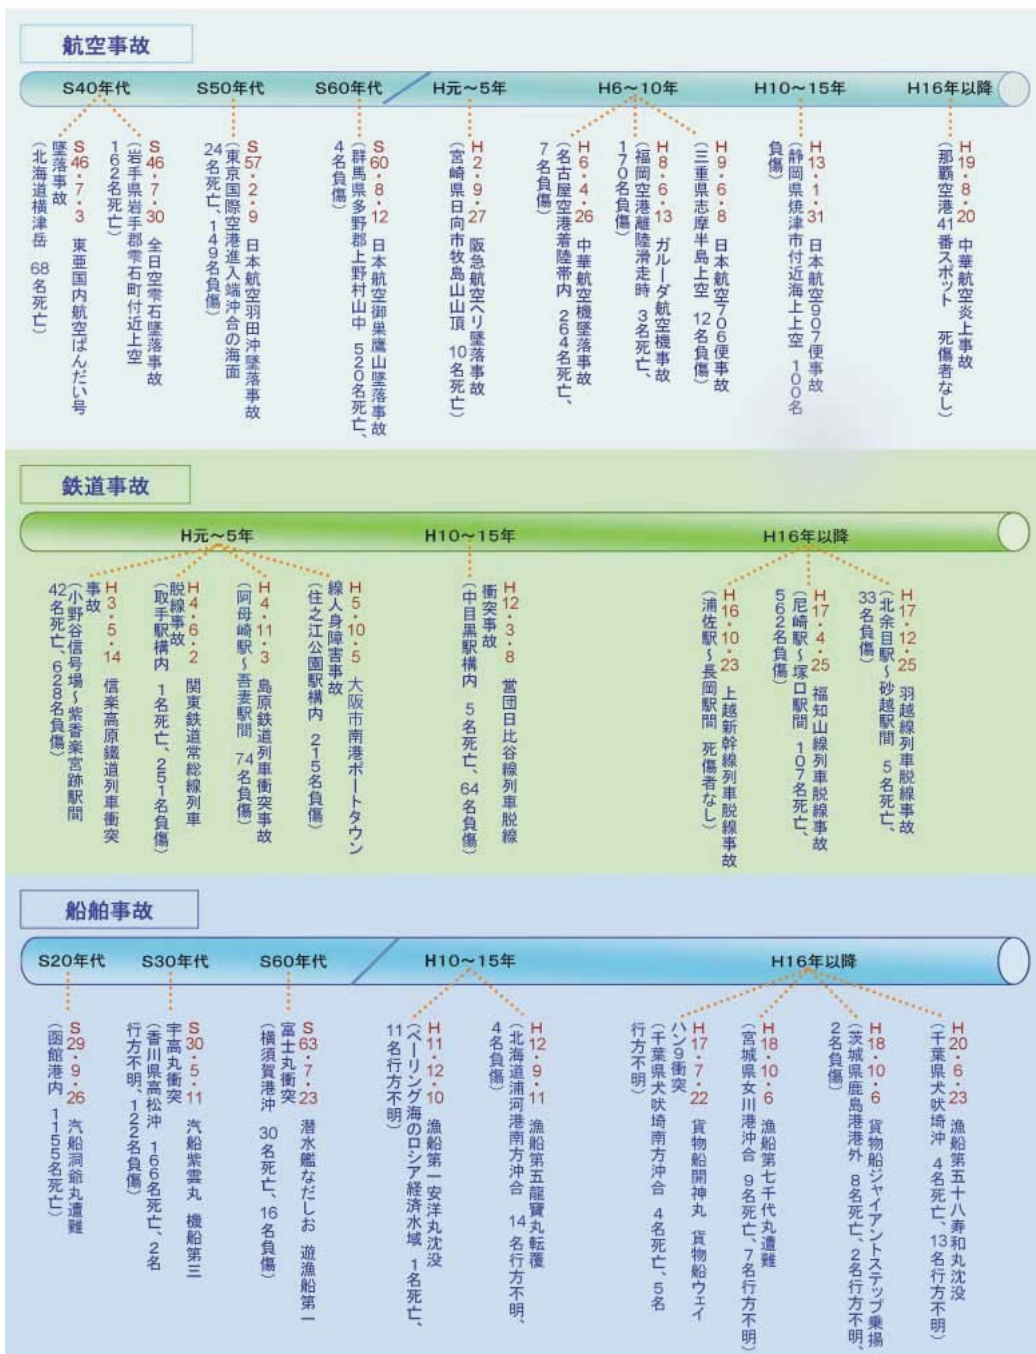 航空事故
S40年代 S50年代 S60年代 H元～5年 H6～10年 H10～15年 H16年以降
S46・7・3 東亜国内航空ばんだい号
墜落事故
(北海道横津岳 68名死亡)
S46・7・30 全日空雫石墜落事故
(岩手県岩手郡雫石町付近上空
162名死亡)
S57・2・9 日本航空羽田沖墜落事故
(東京国際空港進入端沖合の海面
24名死亡、149名負傷)
S60・8・12 日本航空御巣鷹山墜落事故
(群馬県多野郡上野村山中 520名死亡、
4名負傷)
H2・9・27 阪急航空ヘリ墜落事故
(宮崎県日向市牧島山山頂 10名死亡)
H6・4・26 中華航空機墜落事故
(名古屋空港着陸帯内 264名死亡、
7名負傷)
H8・6・13 ガルーダ航空機事故
(福岡空港離陸滑走時 3名死亡、
170名負傷)
H9・6・8 日本航空706便事故
(三重県志摩半島上空 12名負傷)
H13・1・31 日本航空907便事故
(静岡県焼津市付近海上上空 100名
負傷)
H19・8・20 中華航空炎上事故
(那覇空港41番スポット 死傷者なし)
鉄道事故
H元～5年 H10～15年 H16年以降
H3・5・14 信楽高原鐵道列車衝突
事故
(小野谷信号場～紫香楽宮跡駅間
42名死亡、628名負傷)
H4・6・2 関東鉄道常総線列車
脱線事故
(取手駅構内 1名死亡、251名負傷)
H4・11・3 島原鉄道列車衝突事故
(阿母崎駅～吾妻駅間 74名負傷)
H5・10・5 大阪市南港ポートタウン
線人身障害事故
(住之江公園駅構内 215名負傷)
H12・3・8 営団日比谷線列車脱線
衝突事故
(中目黒駅構内 5名死亡、64名負傷)
H16・10・23 上越新幹線列車脱線事故
(浦佐駅～長岡駅間 死傷者なし)
H17・4・25 福知山線列車脱線事故
(尼崎駅～塚口駅間 107名死亡、
562名負傷)
H17・12・25 羽越線列車脱線事故
(北余目駅～砂越駅間 5名死亡、
33名負傷)
船舶事故
S20年代 S30年代 S60年代 H10～15年 H16年以降
S29・9・26 汽船洞爺丸遭難
(函館港内 1155名死亡)
S30・5・11 汽船紫雲丸 機船第三
宇高丸衝突
(香川県高松沖 166名死亡、2名
行方不明、122名負傷)
S63・7・23 潜水艦なだしお 遊漁船第一
富士丸衝突
(横須賀港沖 30名死亡、16名負傷)
H11・12・10 漁船第一安洋丸沈没
(ベーリング海のロシア経済水域 1名死亡、
11名行方不明)
H12・9・11 漁船第五龍寶丸転覆
(北海道浦河港南方沖合 14名行方不明、
4名負傷)
H17・7・22 貨物船開神丸 貨物船ウェイ
ハン9衝突
(千葉県犬吠埼南方沖合 4名死亡、5名
行方不明)
H18・10・6 漁船第七千代丸遭難
(宮城県女川港沖合 9名死亡、7名行方不明)
H18・10・6 貨物船ジャイアントステップ乗揚
(茨城県鹿島港港外 8名死亡、2名行方不明、
2名負傷)
H20・6・23 漁船第五十八寿和丸沈没
(千葉県犬吠埼沖 4名死亡、13名行方不明)